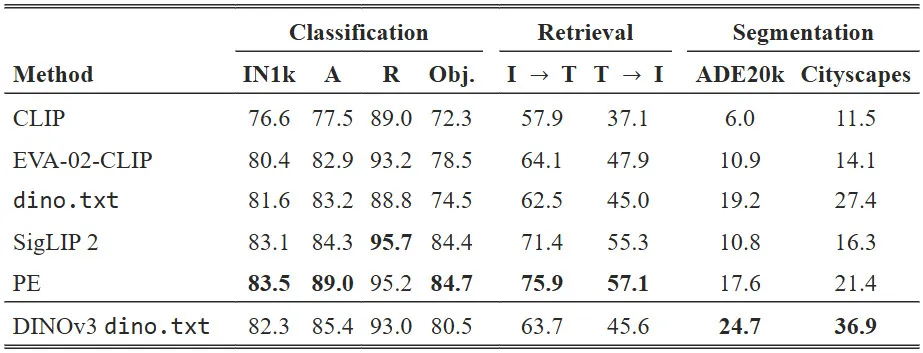 Classification Retrieval Segmentation
Method IN1k A R Obj. I → T T → I ADE20k Cityscapes
CLIP 76.6 77.5 89.0 72.3 57.9 37.1 6.0 11.5
EVA-02-CLIP 80.4 82.9 93.2 78.5 64.1 47.9 10.9 14.1
dino.txt 81.6 83.2 88.8 74.5 62.5 45.0 19.2 27.4
SigLIP 2 83.1 84.3 95.7 84.4 71.4 55.3 10.8 16.3
PE 83.5 89.0 95.2 84.7 75.9 57.1 17.6 21.4
DINOv3 dino.txt 82.3 85.4 93.0 80.5 63.7 45.6 24.7 36.9